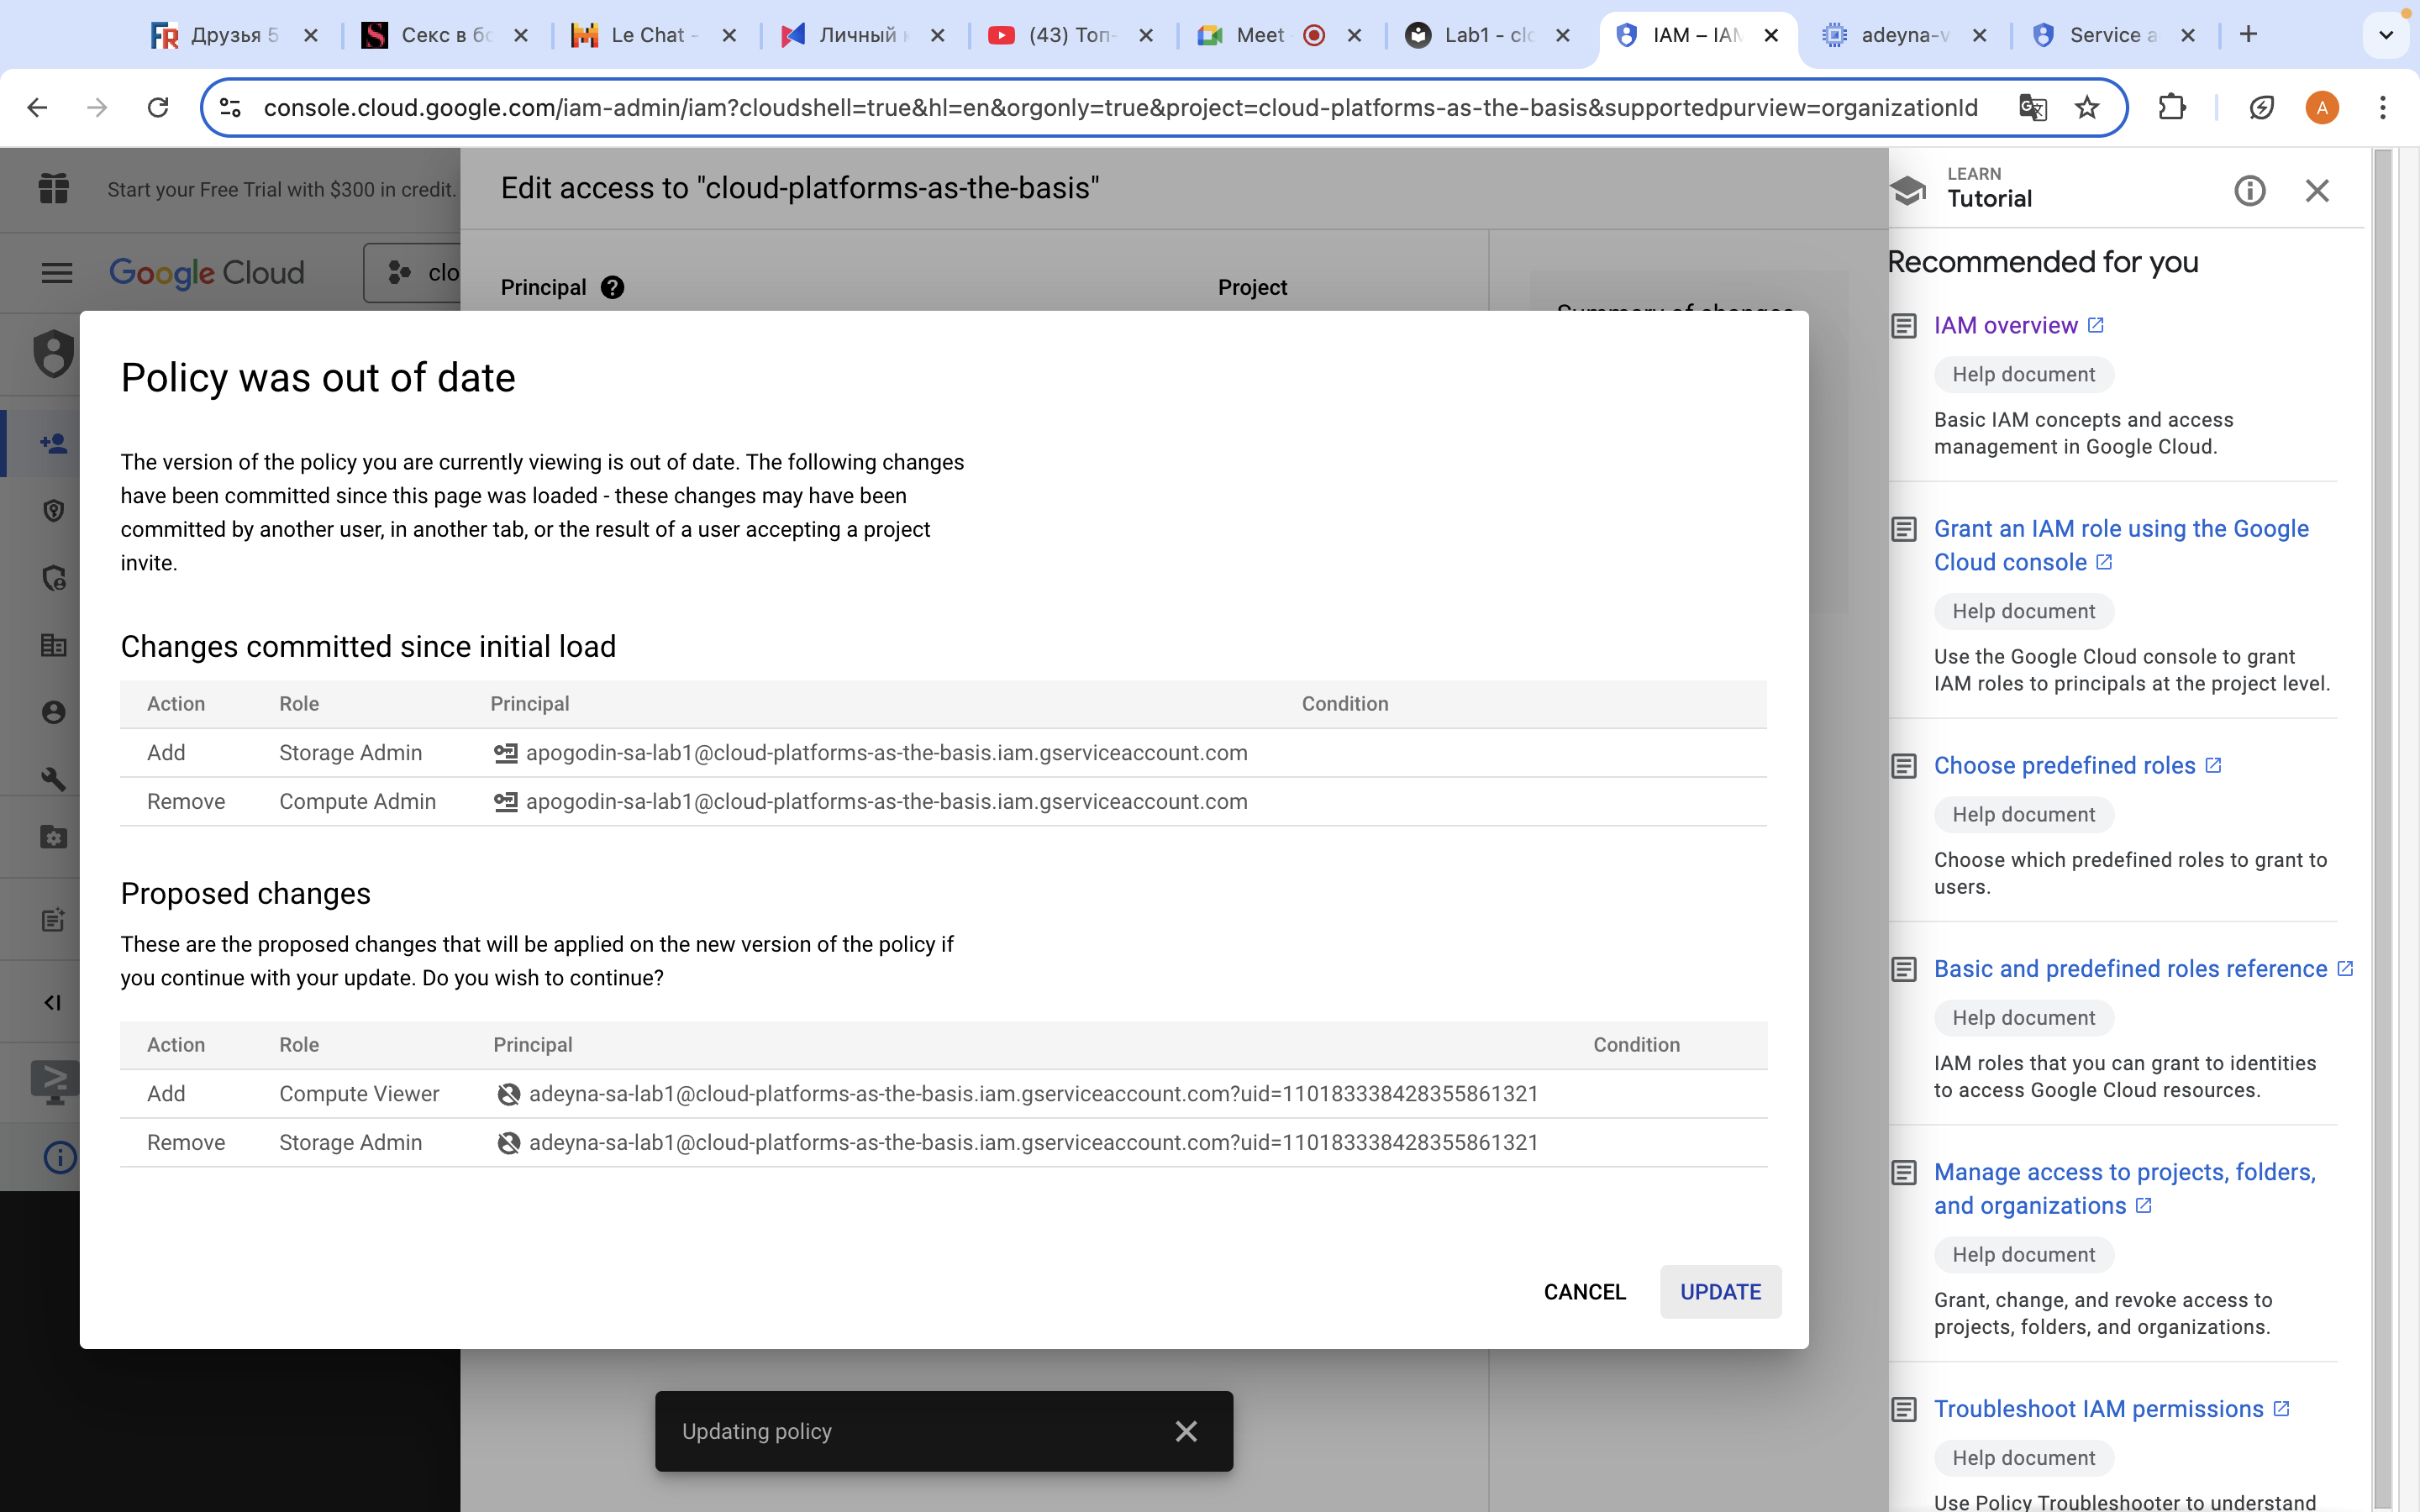 Друзья 5
Секс в бо
Le Chat -
Личный к
(43) Топ-
Meet
Lab1 - clo
IAM – IAM
adeyna-v
Service a
console.cloud.google.com/iam-admin/iam?cloudshell=true&hl=en&orgonly=true&project=cloud-platforms-as-the-basis&supportedpurview=organizationId
A
Start your Free Trial with $300 in credit.
Google Cloud
clo
Edit access to "cloud-platforms-as-the-basis"
Principal
Project
Summary of changes
Policy was out of date
The version of the policy you are currently viewing is out of date. The following changes
have been committed since this page was loaded - these changes may have been
committed by another user, in another tab, or the result of a user accepting a project
invite.
Changes committed since initial load
Action Role Principal Condition
Add Storage Admin apogodin-sa-lab1@cloud-platforms-as-the-basis.iam.gserviceaccount.com
Remove Compute Admin apogodin-sa-lab1@cloud-platforms-as-the-basis.iam.gserviceaccount.com
Proposed changes
These are the proposed changes that will be applied on the new version of the policy if
you continue with your update. Do you wish to continue?
Action Role Principal Condition
Add Compute Viewer adeyna-sa-lab1@cloud-platforms-as-the-basis.iam.gserviceaccount.com?uid=110183338428355861321
Remove Storage Admin adeyna-sa-lab1@cloud-platforms-as-the-basis.iam.gserviceaccount.com?uid=110183338428355861321
CANCEL
UPDATE
Updating policy
LEARN
Tutorial
Recommended for you
IAM overview
Help document
Basic IAM concepts and access
management in Google Cloud.
Grant an IAM role using the Google
Cloud console
Help document
Use the Google Cloud console to grant
IAM roles to principals at the project level.
Choose predefined roles
Help document
Choose which predefined roles to grant to
users.
Basic and predefined roles reference
Help document
IAM roles that you can grant to identities
to access Google Cloud resources.
Manage access to projects, folders,
and organizations
Help document
Grant, change, and revoke access to
projects, folders, and organizations.
Troubleshoot IAM permissions
Help document
Use Policy Troubleshooter to understand